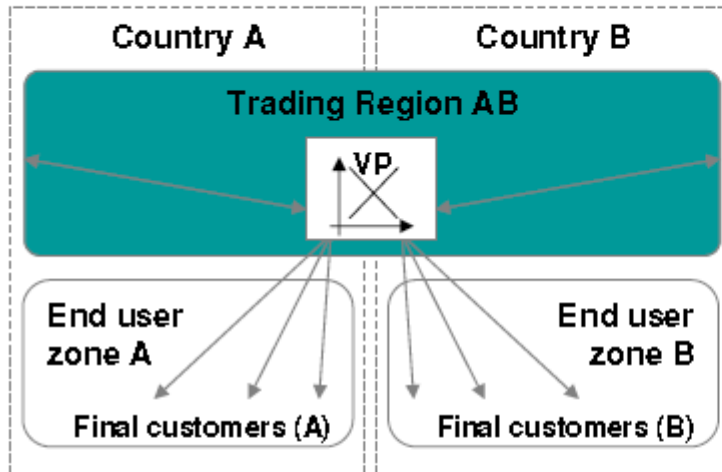 Country A
Country B
Trading Region AB
VP
End user
zone A
End user
zone B
Final customers (A)
Final customers (B)